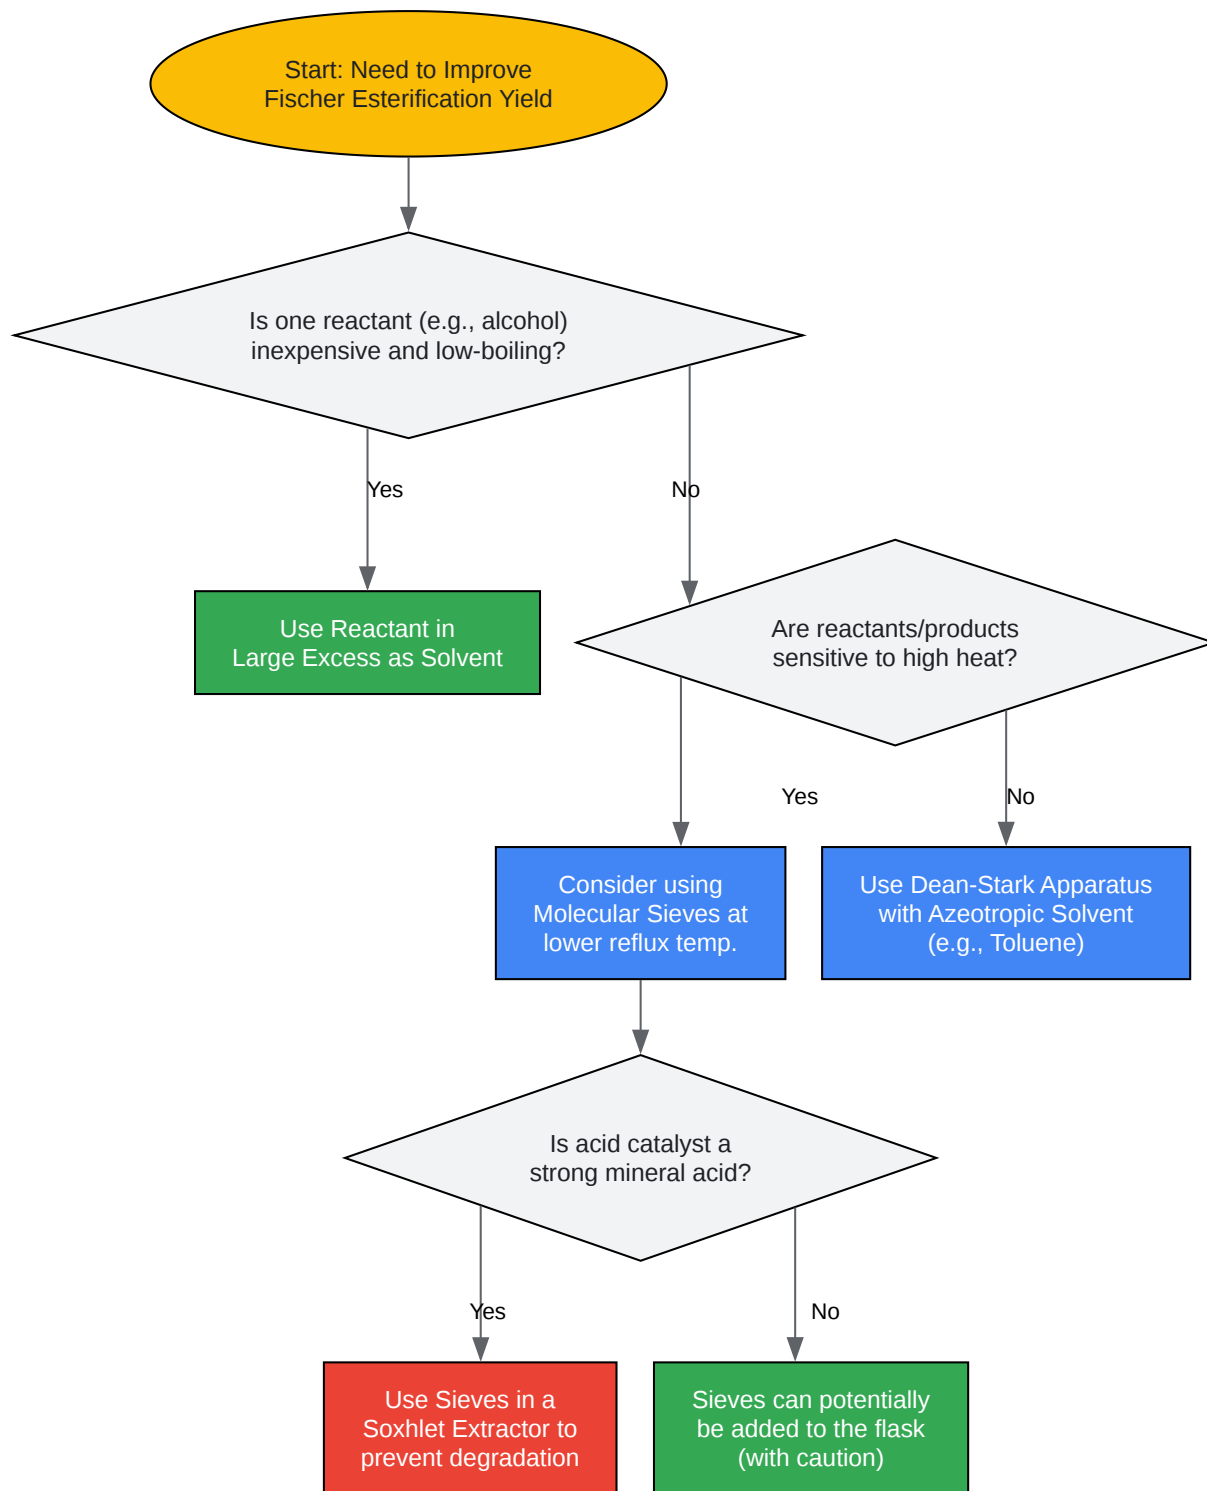 Start: Need to Improve
Fischer Esterification Yield
Is one reactant (e.g., alcohol)
inexpensive and low-boiling?
Yes
No
Use Reactant in
Large Excess as Solvent
Are reactants/products
sensitive to high heat?
Yes
No
Consider using
Molecular Sieves at
lower reflux temp.
Use Dean-Stark Apparatus
with Azeotropic Solvent
(e.g., Toluene)
Is acid catalyst a
strong mineral acid?
Yes
No
Use Sieves in a
Soxhlet Extractor to
prevent degradation
Sieves can potentially
be added to the flask
(with caution)